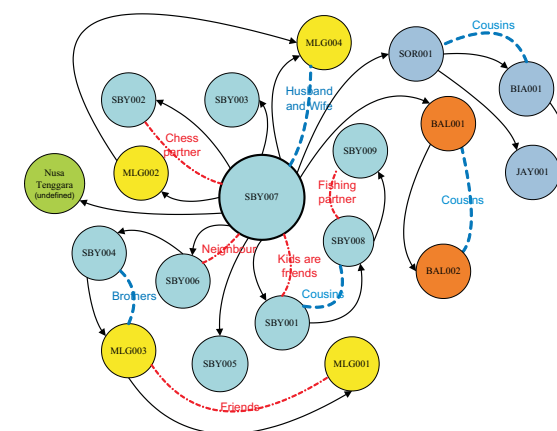 Cousins
MLG004
SOR001
BIA001
Husband
and Wife
SBY002
SBY003
BAL001
Chess
partner
SBY009
MLG002
JAY001
Nusa
Tenggara
(undefined)
SBY007
Fishing
partner
Cousins
SBY004
Neighbour
SBY008
SBY006
Kids are
friends
BAL002
Brothers
Cousins
SBY001
MLG003
SBY005
MLG001
Friends